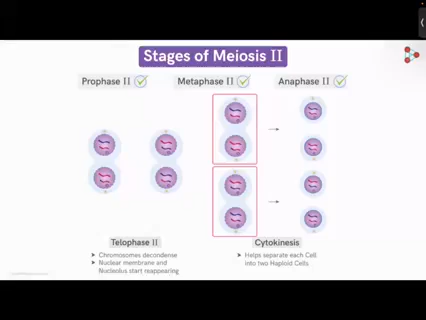 Stages of Meiosis II
Prophase II
Metaphase II
Anaphase II
Telophase II
Cytokinesis
➤ Chromosomes decondense
➤ Nuclear membrane and
Nucleolus start reappearing
➤ Helps separate each Cell
into two Haploid Cells